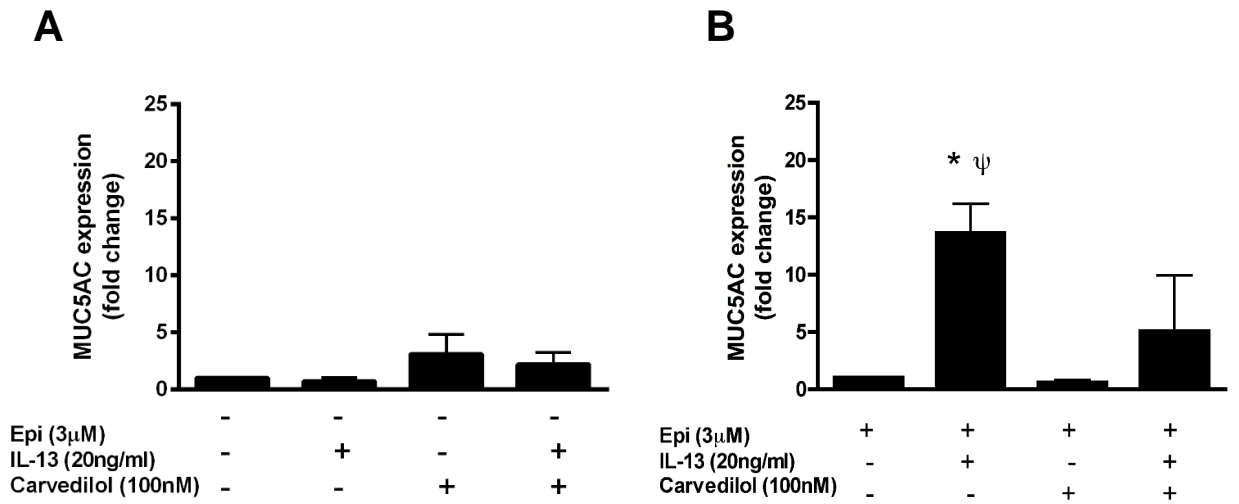 A
MUC5AC expression
(fold change)
25
20
15
10
5
0
Epi (3μM) - - - -
IL-13 (20ng/ml) - + - +
Carvedilol (100nM) - - + +
B
MUC5AC expression
(fold change)
25
20
15
10
5
0
* ψ
Epi (3μM) + + + +
IL-13 (20ng/ml) - + - +
Carvedilol (100nM) - - + +